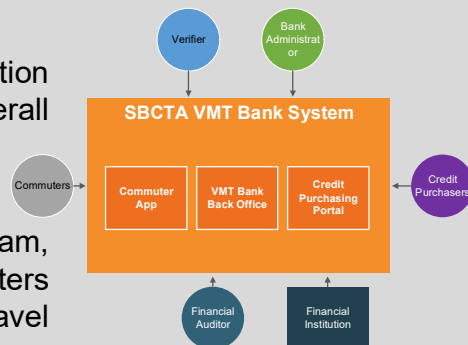 Verifier
Bank
Administrat
or
tion
erall
SBCTA VMT Bank System
Commuters
Commuter
App
VMT Bank
Back Office
Credit
Purchasing
Portal
Credit
Purchasers
am,
ters
avel
Financial
Auditor
Financial
Institution